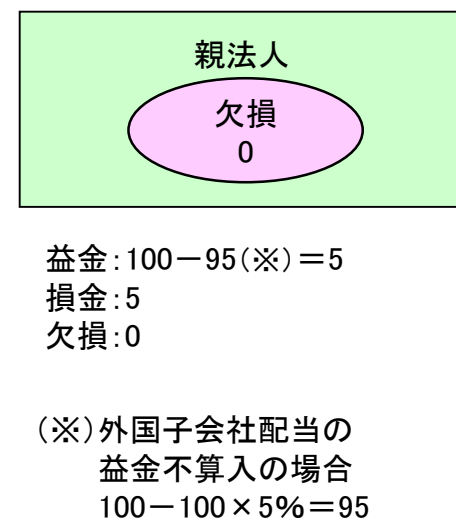 親法人
欠損
0
益金：100－95（※）＝5
損金：5
欠損：0
（※）外国子会社配当の
益金不算入の場合
100－100×5％＝95